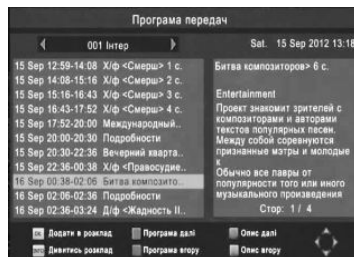 Програма передач
001 Інтер
Sat. 15 Sep 2012 13:18
15 Sep 12:59-14:08 Х/ф <Смерш> 1 с.
15 Sep 14:08-15:16 Х/ф <Смерш> 2 с.
15 Sep 15:16-16:43 Х/ф <Смерш> 3 с.
15 Sep 16:43-17:52 Х/ф <Смерш> 4 с.
15 Sep 17:52-20:00 Международный..
15 Sep 20:00-20:30 Подробности
15 Sep 20:30-22:36 Вечерний кварта..
15 Sep 22:36-00:38 Х/ф <Правосудие..
16 Sep 00:38-02:06 Битва композито..
16 Sep 02:06-02:36 Подробности
16 Sep 02:36-03:24 Д/ф <Жадность II..
Битва композиторов> 6 с.
Entertainment
Проект знакомит зрителей с
композиторами и авторами
текстов популярных песен.
Между собой соревнуются
признанные мэтры и молодые
к
Обычно все лавры от
популярности того или иного
музыкального произведения
Стор: 1 / 4
OK Додати в розклад
Програма далі
Опис далі
INFO Дивитись розклад
Програма вгору
Опис вгору